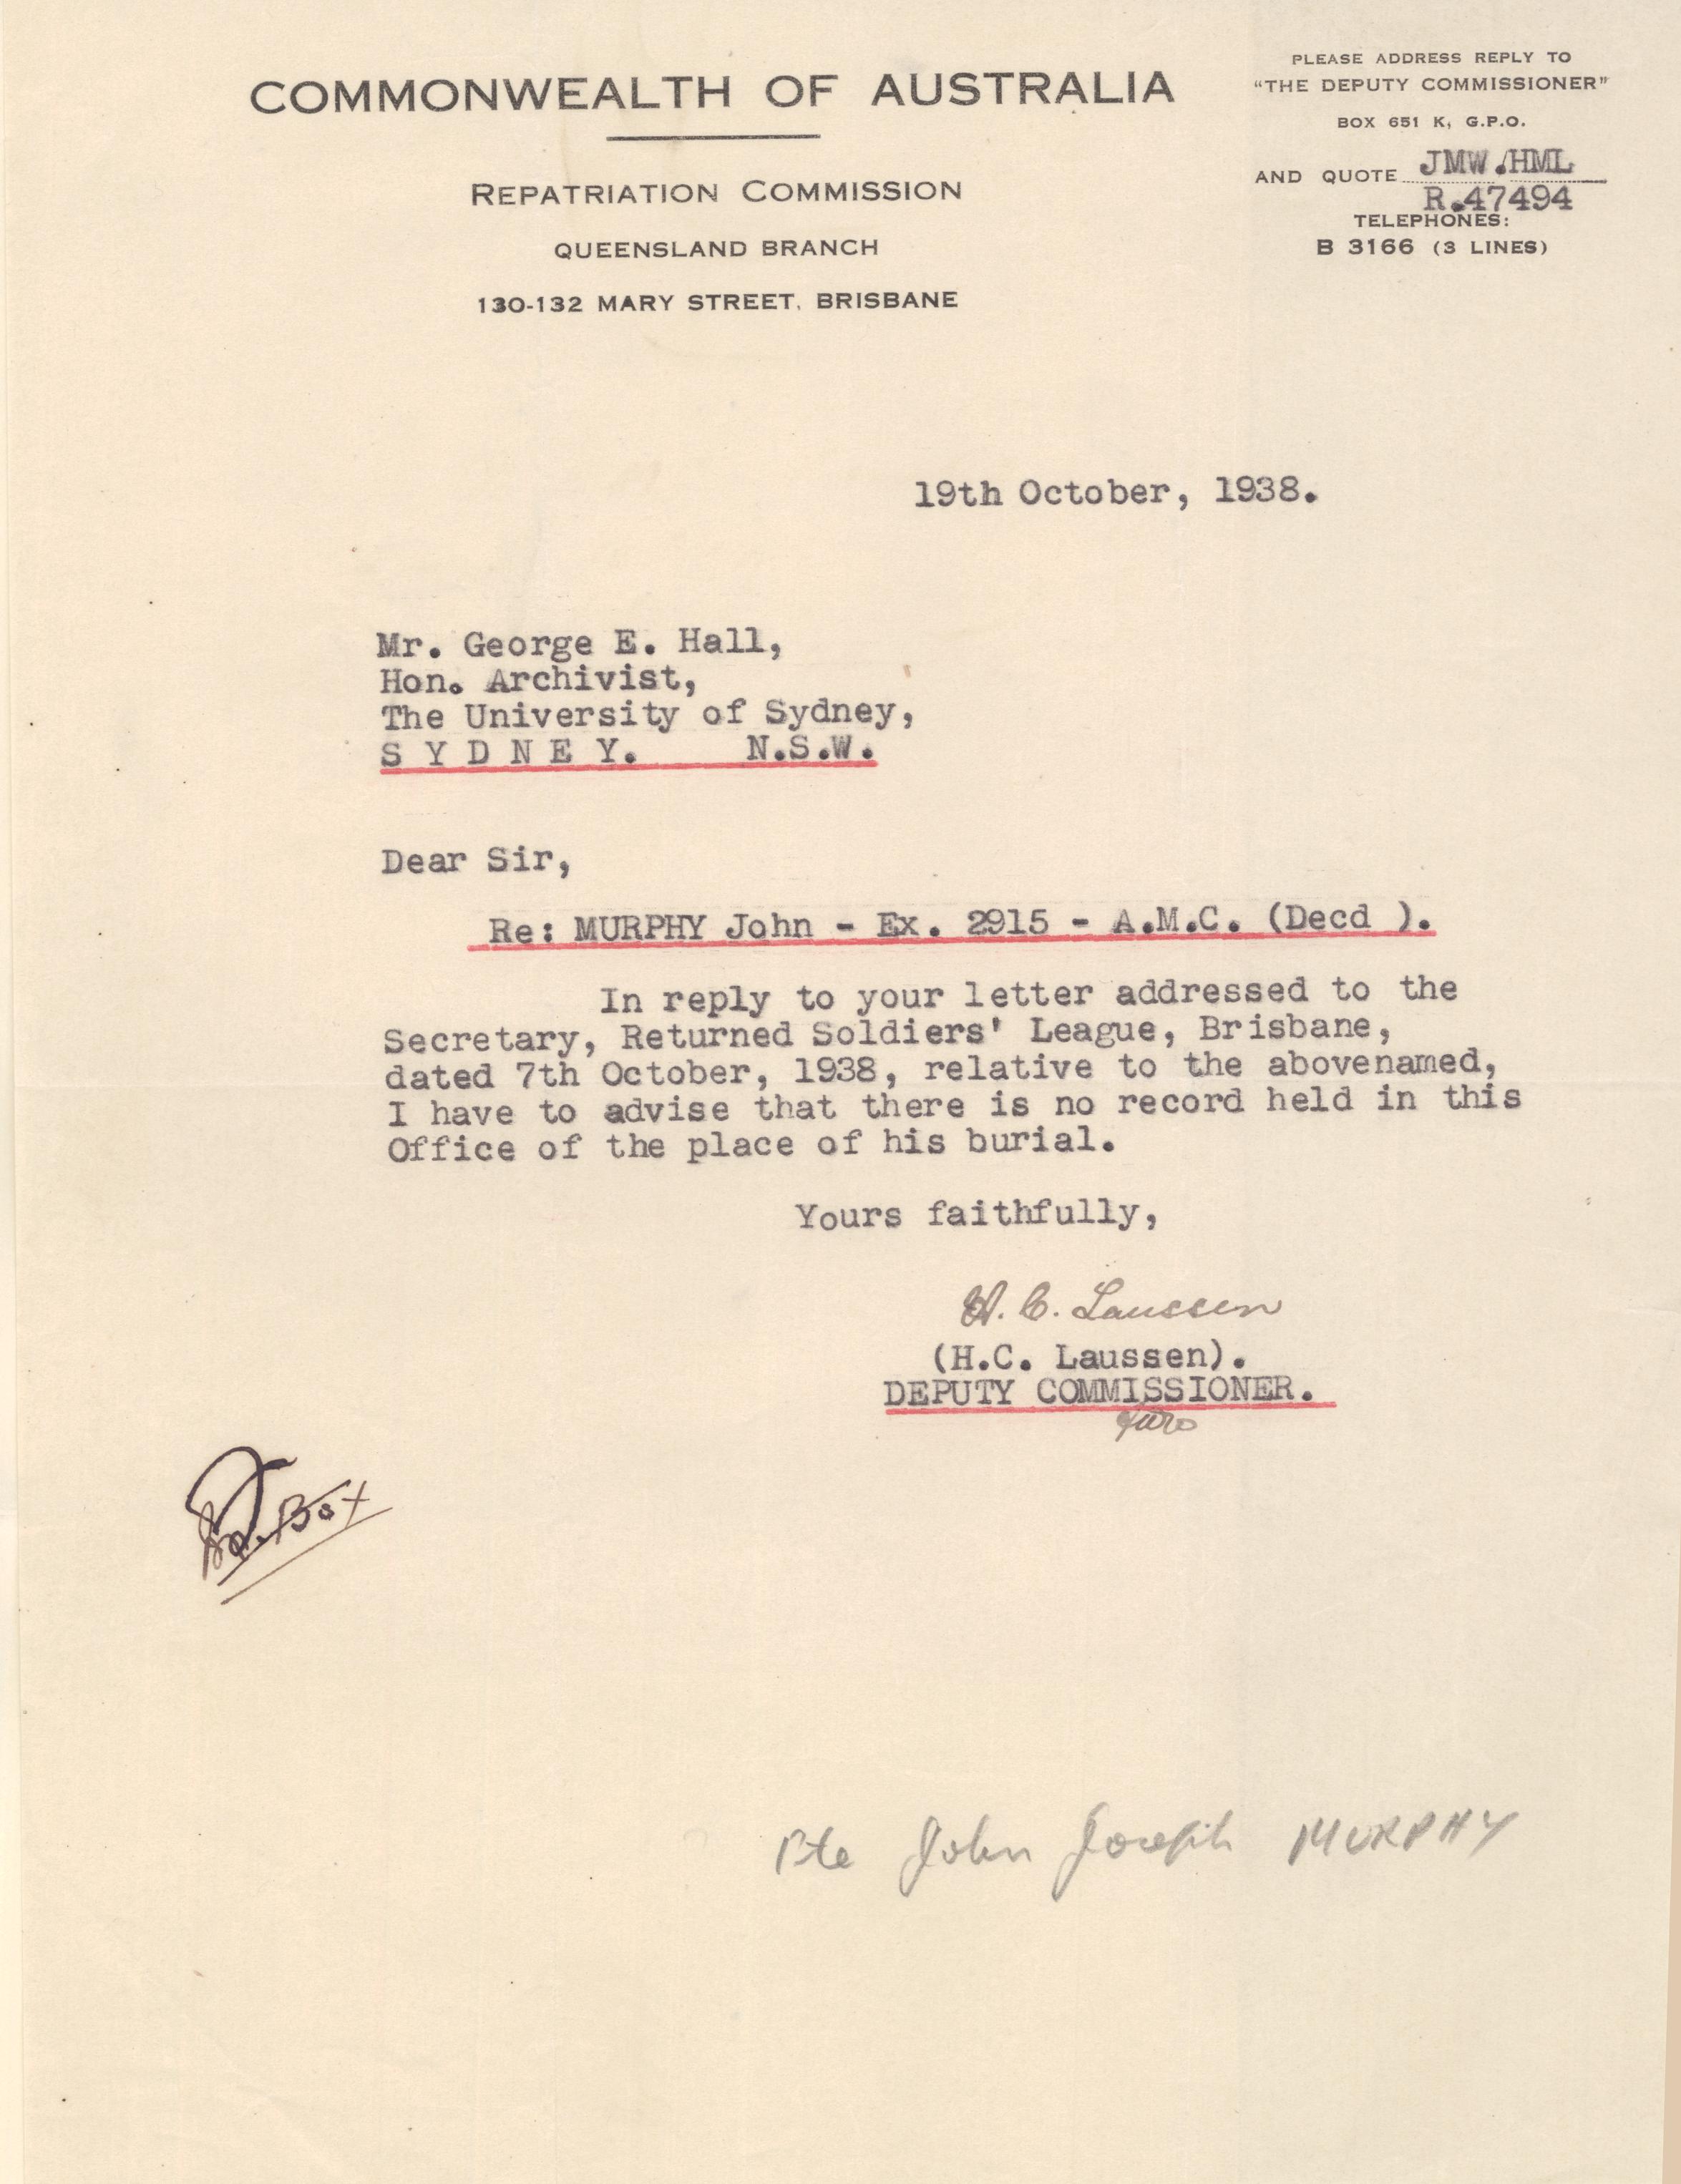 COMMONWEALTH OF AUSTRALIA
REPATRIATION COMMISSION
QUEENSLAND BRANCH
130-132 MARY STREET, BRISBANE
PLEASE ADDRESS REPLY TO
"THE DEPUTY COMMISSIONER"
BOX 651 K, G.P.O.
AND QUOTE JMW./HML
R.47494
TELEPHONES:
B 3166 (3 LINES)
19th October, 1938.
Mr. George E. Hall,
Hon. Archivist,
The University of Sydney,
S Y D N E Y. N.S.W.
Dear Sir,
Re: MURPHY John - Ex. 2915 - A.M.C. (Decd ).
In reply to your letter addressed to the
Secretary, Returned Soldiers' League, Brisbane,
dated 7th October, 1938, relative to the abovenamed,
I have to advise that there is no record held in this
Office of the place of his burial.
Yours faithfully,
H. C. Laussen
(H.C. Laussen).
DEPUTY COMMISSIONER.
Box
Pte John Joseph MURPHY